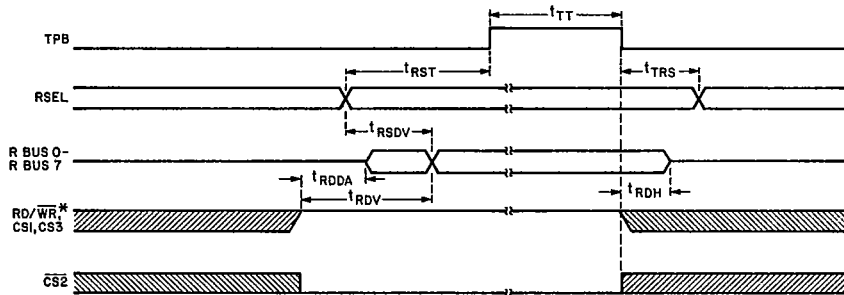 TPB
tTT
tRST
tTRS
RSEL
tRSDV
R BUS 0-
R BUS 7
tRDDA
tRDV
tRDH
RD/WR,*
CS1, CS3
CS2